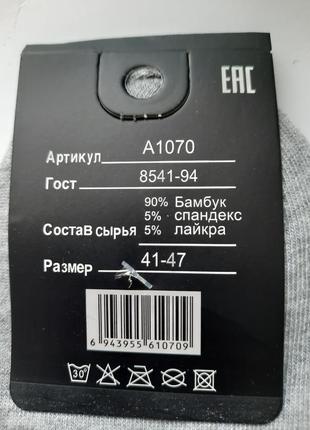 EAC
Артикул A1070
Гост 8541-94
90% Бамбук
5% спандекс
СостаВ сырья 5% лайкра
Размер 41-47
6 943955 610709
30°